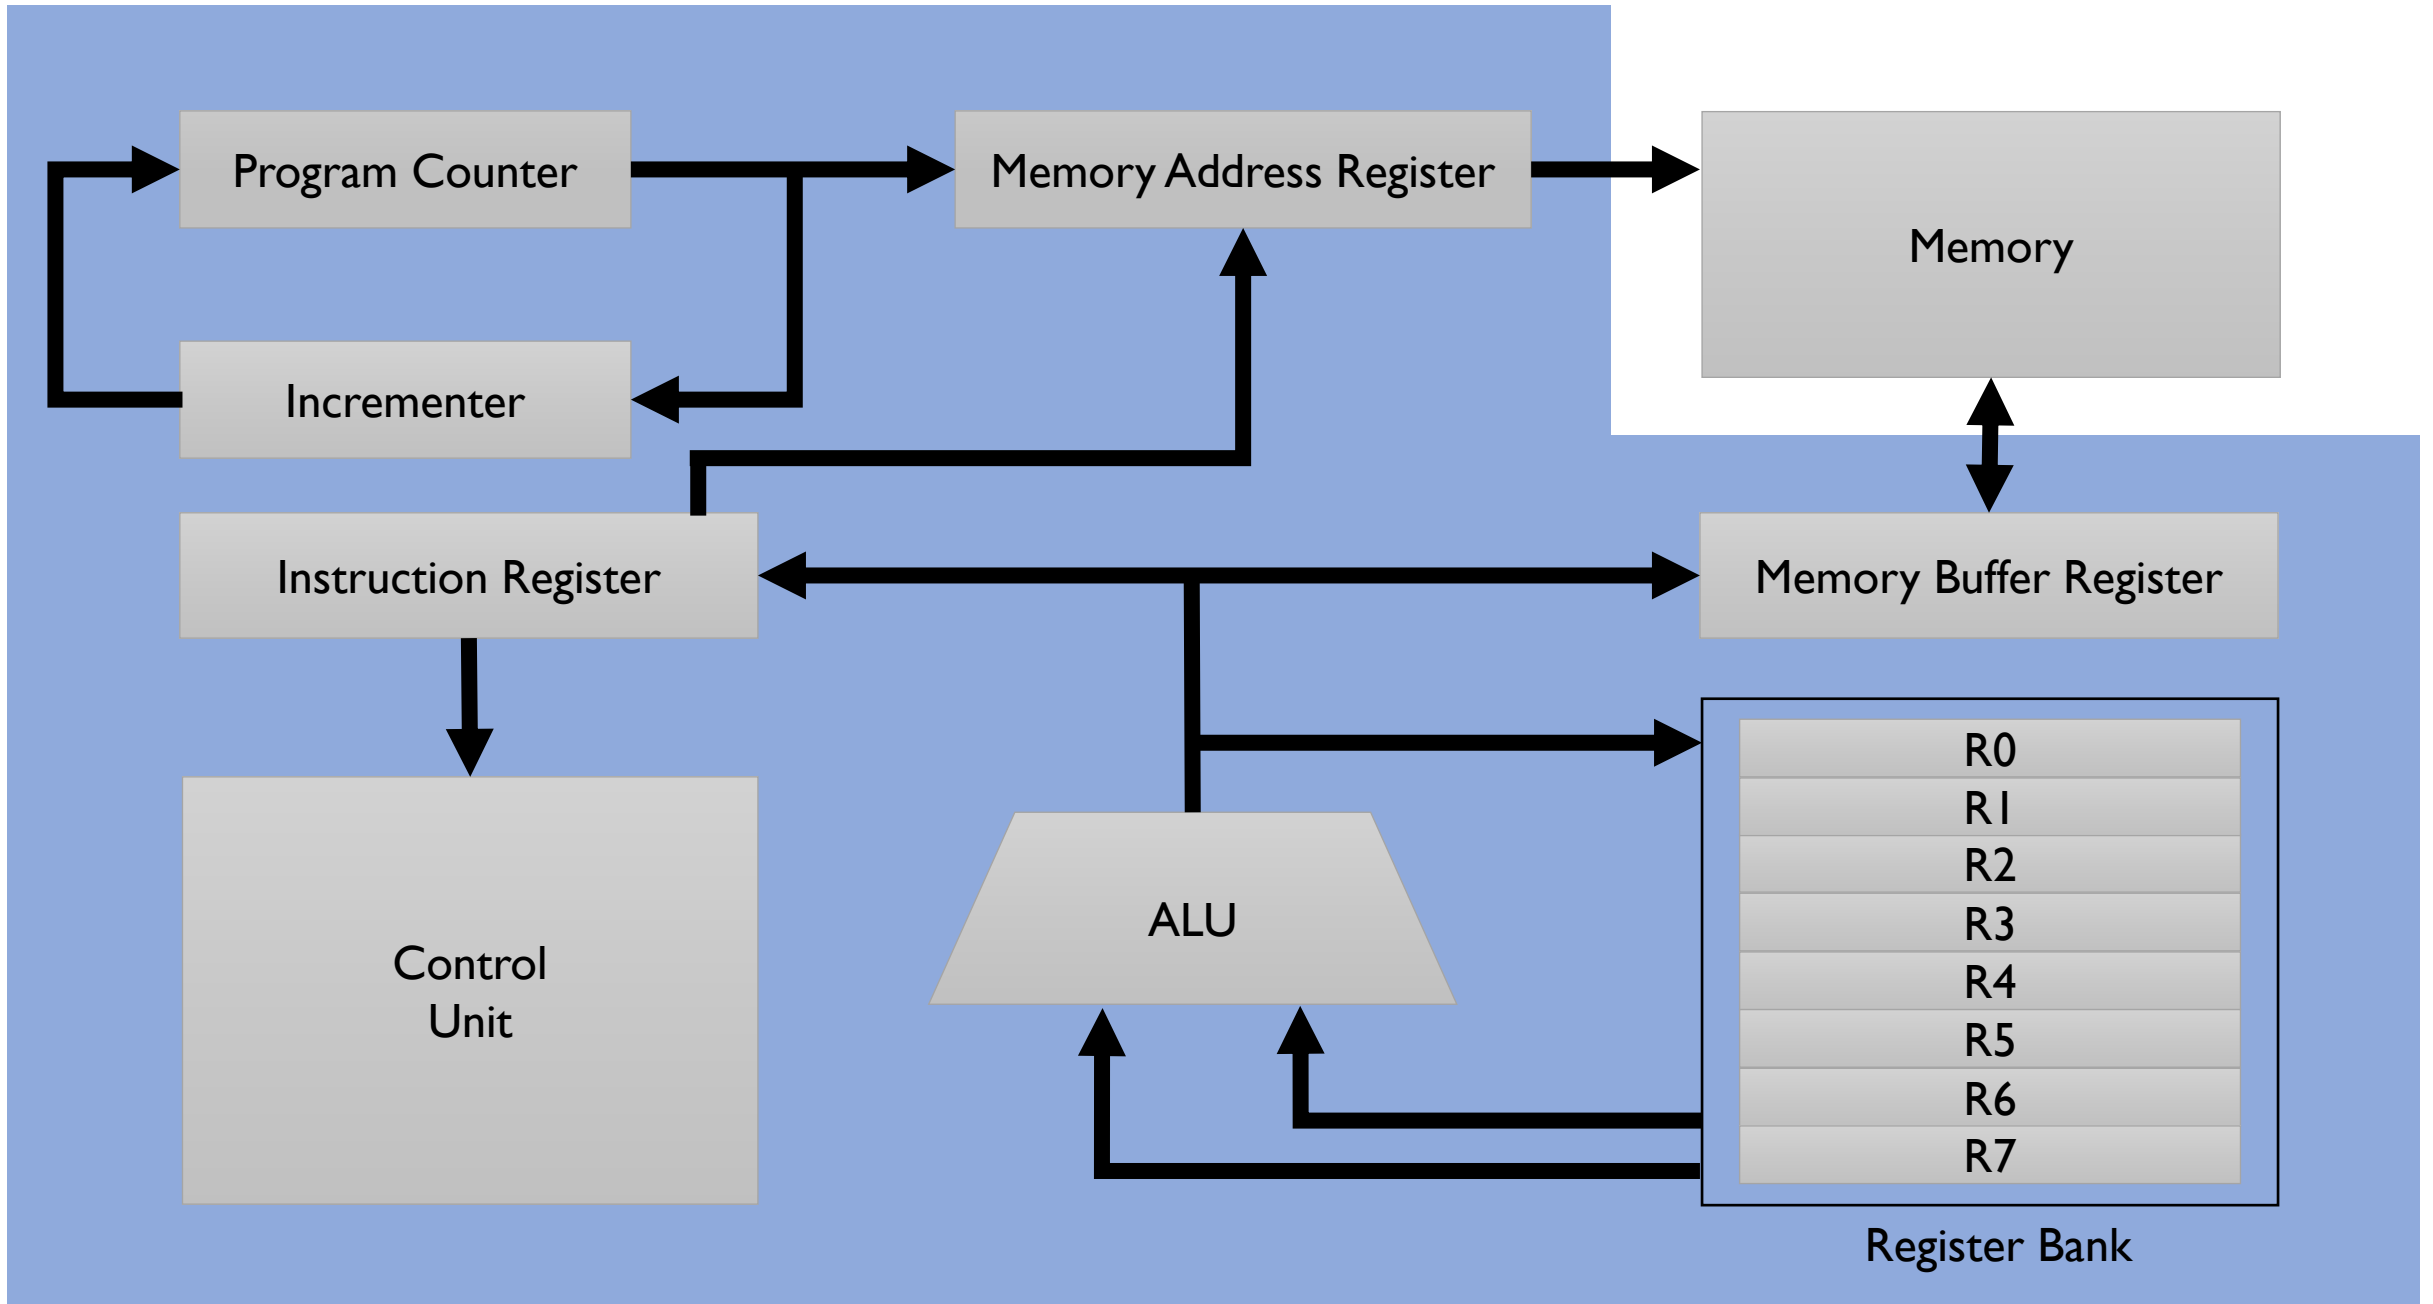 Program Counter
Memory Address Register
Memory
Incrementer
Instruction Register
Memory Buffer Register
Control
Unit
ALU
R0
R1
R2
R3
R4
R5
R6
R7
Register Bank